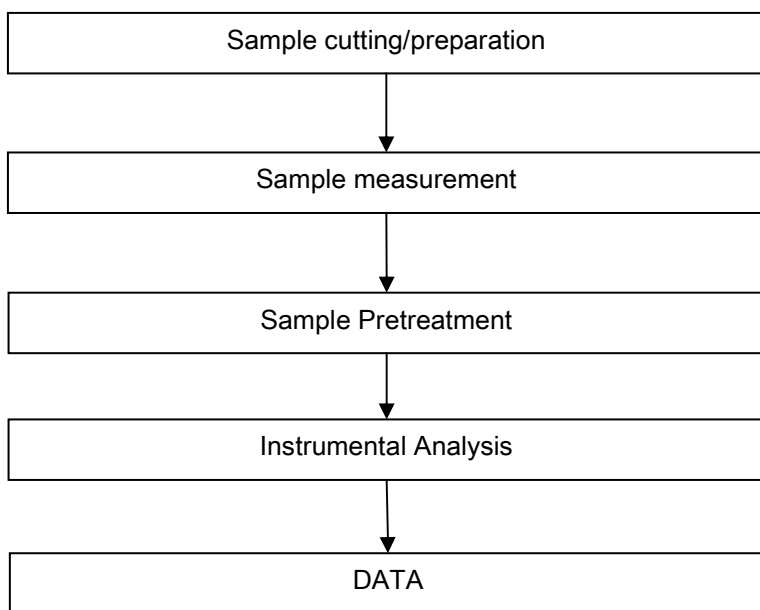 Sample cutting/preparation
Sample measurement
Sample Pretreatment
Instrumental Analysis
DATA